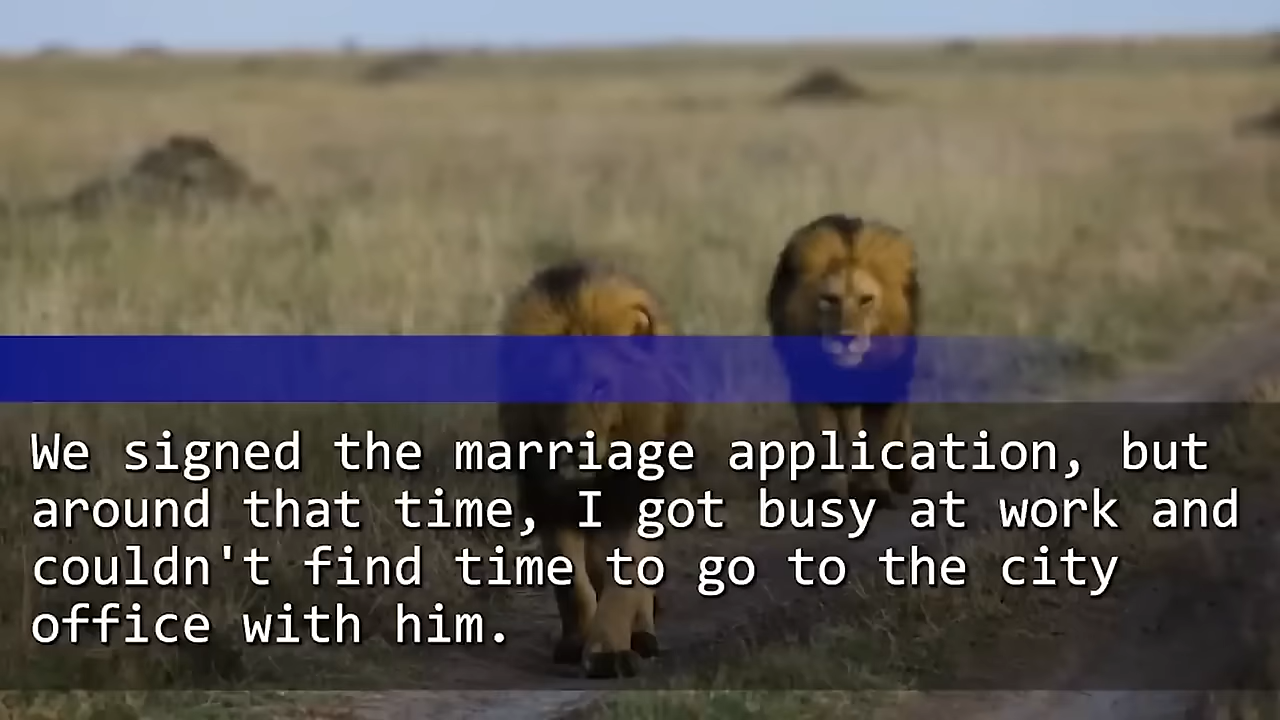 We signed the marriage application, but
around that time, I got busy at work and
couldn't find time to go to the city
office with him.